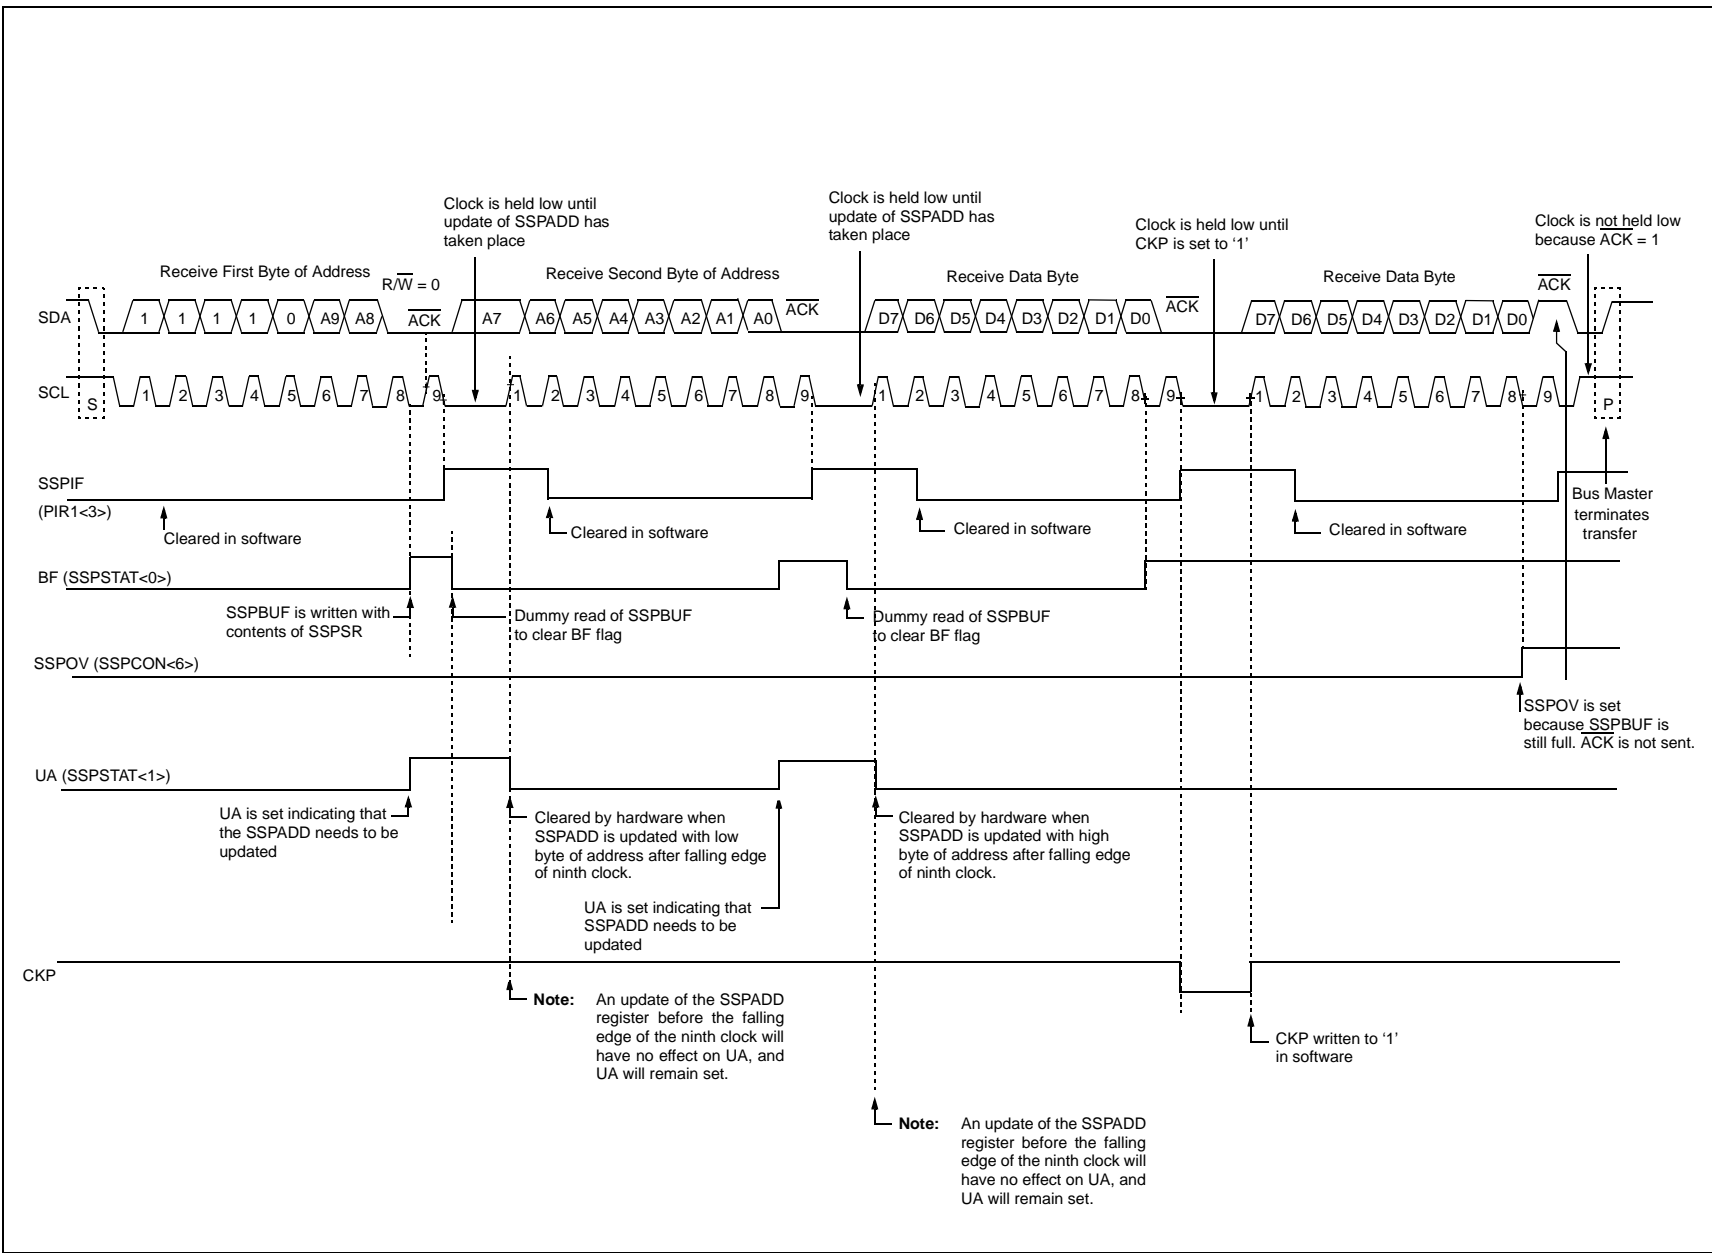 Clock is held low until
update of SSPADD has
taken place
Clock is held low until
update of SSPADD has
taken place
Clock is held low until
CKP is set to ‘1’
Clock is not held low
because ACK = 1
Receive First Byte of Address
R/W = 0
Receive Second Byte of Address
Receive Data Byte
Receive Data Byte
ACK
SDA
1 1 1 1 0 A9 A8 ACK A7 A6 A5 A4 A3 A2 A1 A0 ACK D7 D6 D5 D4 D3 D2 D1 D0 ACK D7 D6 D5 D4 D3 D2 D1 D0
SCL
S 1 2 3 4 5 6 7 8 9 1 2 3 4 5 6 7 8 9 1 2 3 4 5 6 7 8 9 1 2 3 4 5 6 7 8 9 P
SSPIF
(PIR1<3>)
Cleared in software
Cleared in software
Cleared in software
Cleared in software
Bus Master
terminates
transfer
BF (SSPSTAT<0>)
SSPBUF is written with
contents of SSPSR
Dummy read of SSPBUF
to clear BF flag
Dummy read of SSPBUF
to clear BF flag
SSPOV (SSPCON<6>)
SSPOV is set
because SSPBUF is
still full. ACK is not sent.
UA (SSPSTAT<1>)
UA is set indicating that
the SSPADD needs to be
updated
Cleared by hardware when
SSPADD is updated with low
byte of address after falling edge
of ninth clock.
Cleared by hardware when
SSPADD is updated with high
byte of address after falling edge
of ninth clock.
UA is set indicating that
SSPADD needs to be
updated
CKP
Note: An update of the SSPADD
register before the falling
edge of the ninth clock will
have no effect on UA, and
UA will remain set.
CKP written to ‘1’
in software
Note: An update of the SSPADD
register before the falling
edge of the ninth clock will
have no effect on UA, and
UA will remain set.